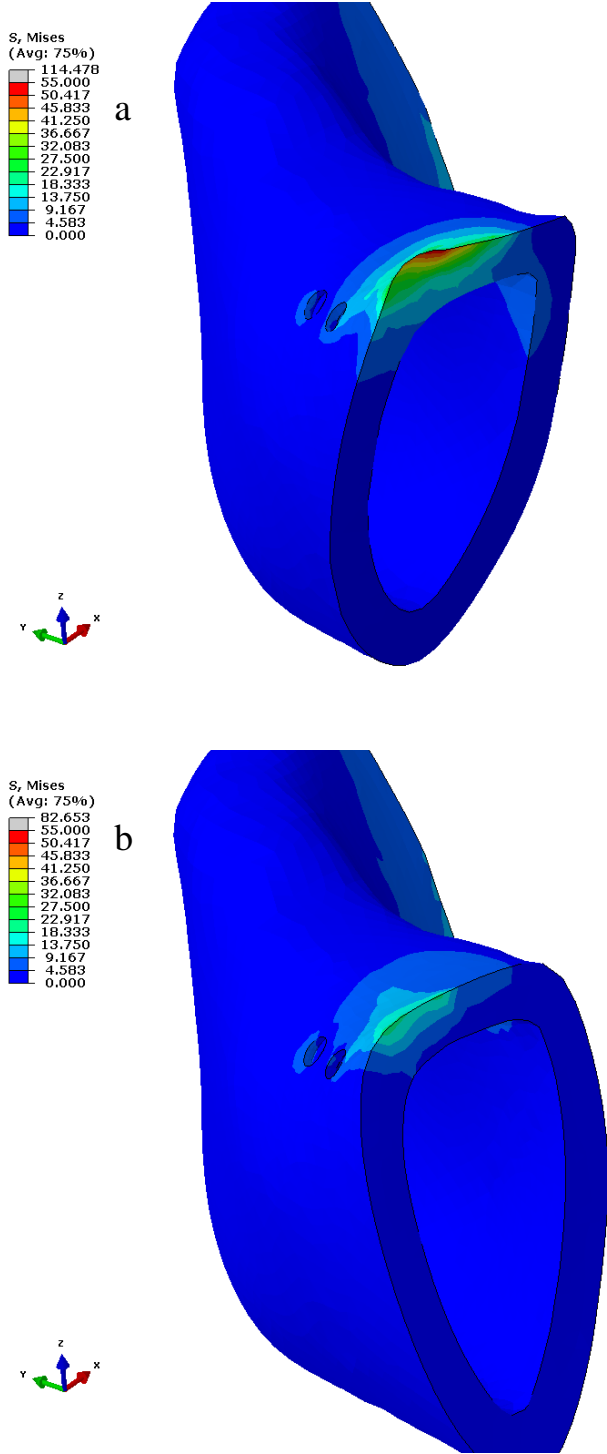 S, Mises
(Avg: 75%)
114.478
55.000
50.417
45.833
41.250
36.667
32.083
27.500
22.917
18.333
13.750
9.167
4.583
0.000
a
Z
Y
X
S, Mises
(Avg: 75%)
82.653
55.000
50.417
45.833
41.250
36.667
32.083
27.500
22.917
18.333
13.750
9.167
4.583
0.000
b
Z
Y
X